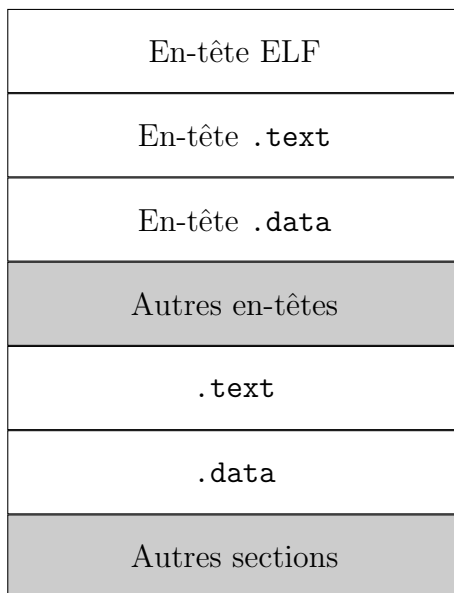 En-tête ELF
En-tête .text
En-tête .data
Autres en-têtes
.text
.data
Autres sections